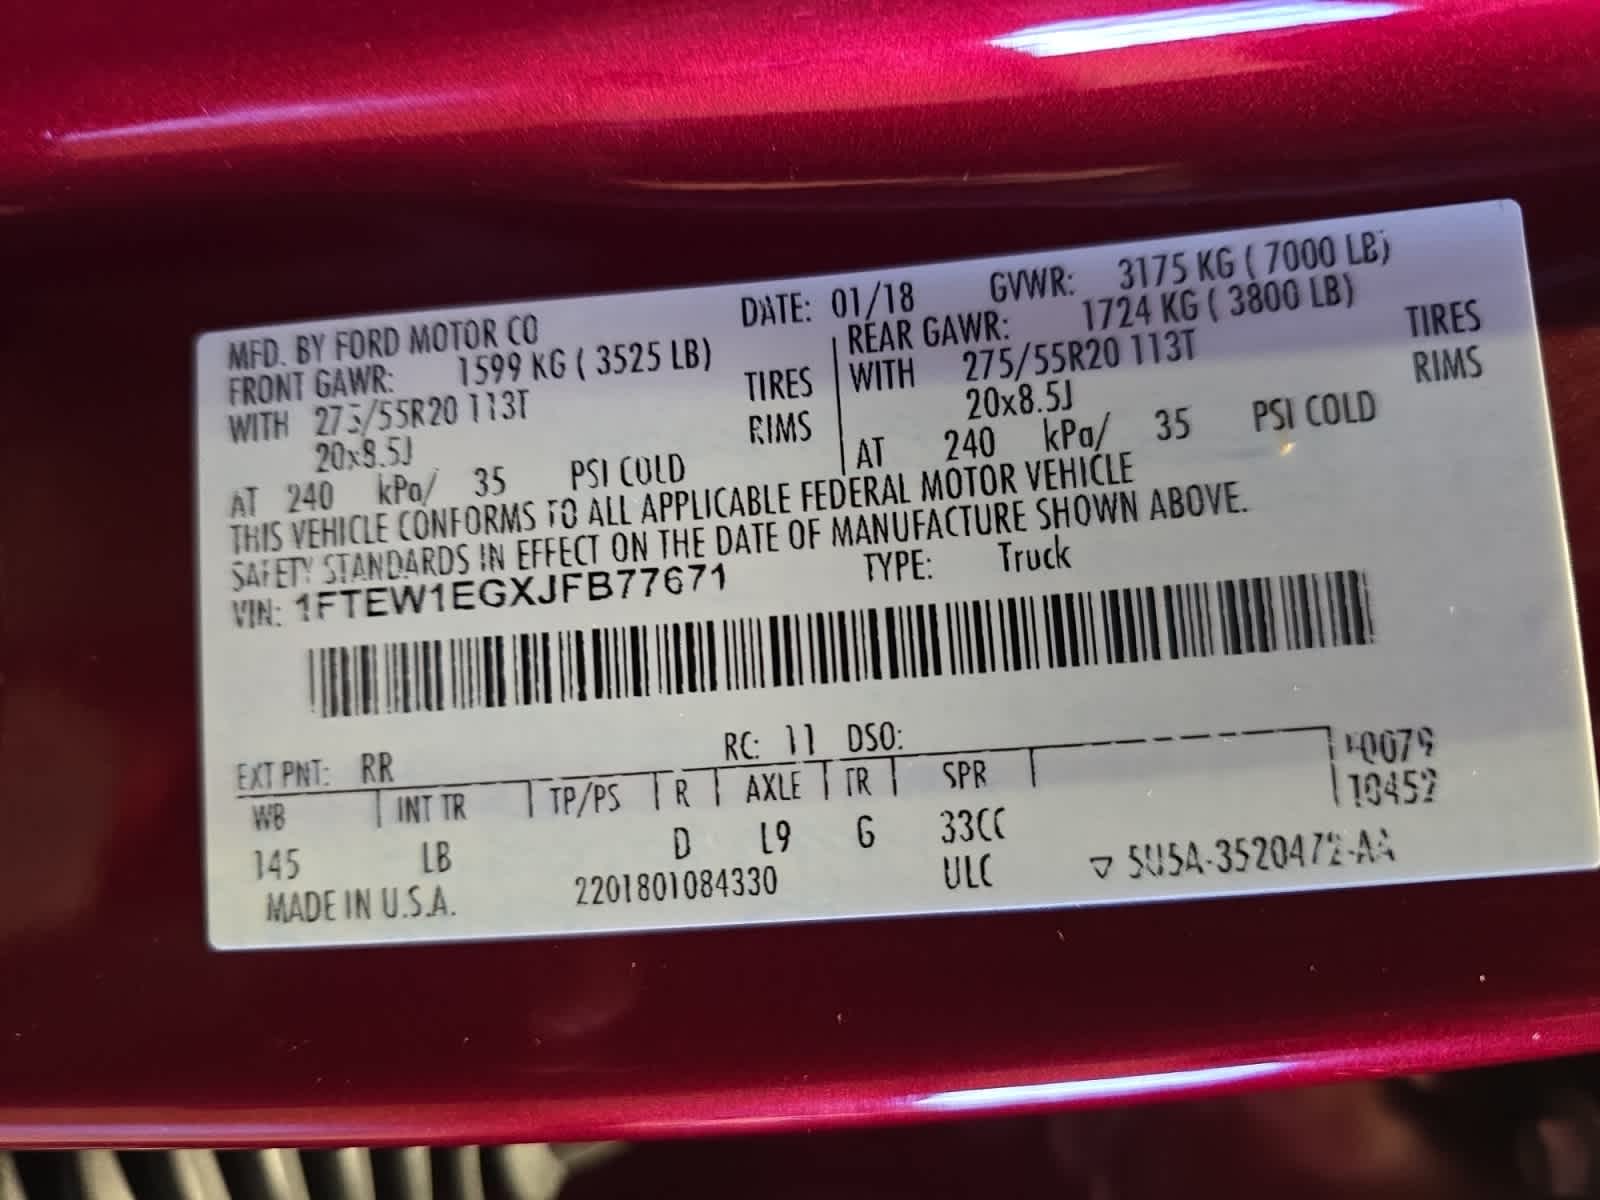 MFD. BY FORD MOTOR CO DATE: 01/18 GVWR: 3175 KG ( 7000 LB)
FRONT GAWR: 1599 KG ( 3525 LB) REAR GAWR: 1724 KG ( 3800 LB)
WITH 275/55R20 113T TIRES WITH 275/55R20 113T TIRES
20x8.5J RIMS 20x8.5J RIMS
AT 240 kPa/ 35 PSI COLD AT 240 kPa/ 35 PSI COLD
THIS VEHICLE CONFORMS TO ALL APPLICABLE FEDERAL MOTOR VEHICLE
SAFETY STANDARDS IN EFFECT ON THE DATE OF MANUFACTURE SHOWN ABOVE.
VIN: 1FTEW1EGXJFB77671 TYPE: Truck
EXT PNT: RR RC: 11 DSO:
WB INT TR TP/PS R AXLE TR SPR
145 LB D L9 G 33CC
10452
MADE IN U.S.A. 2201801084330 ULC ▽ 5U5A-3520472-AA